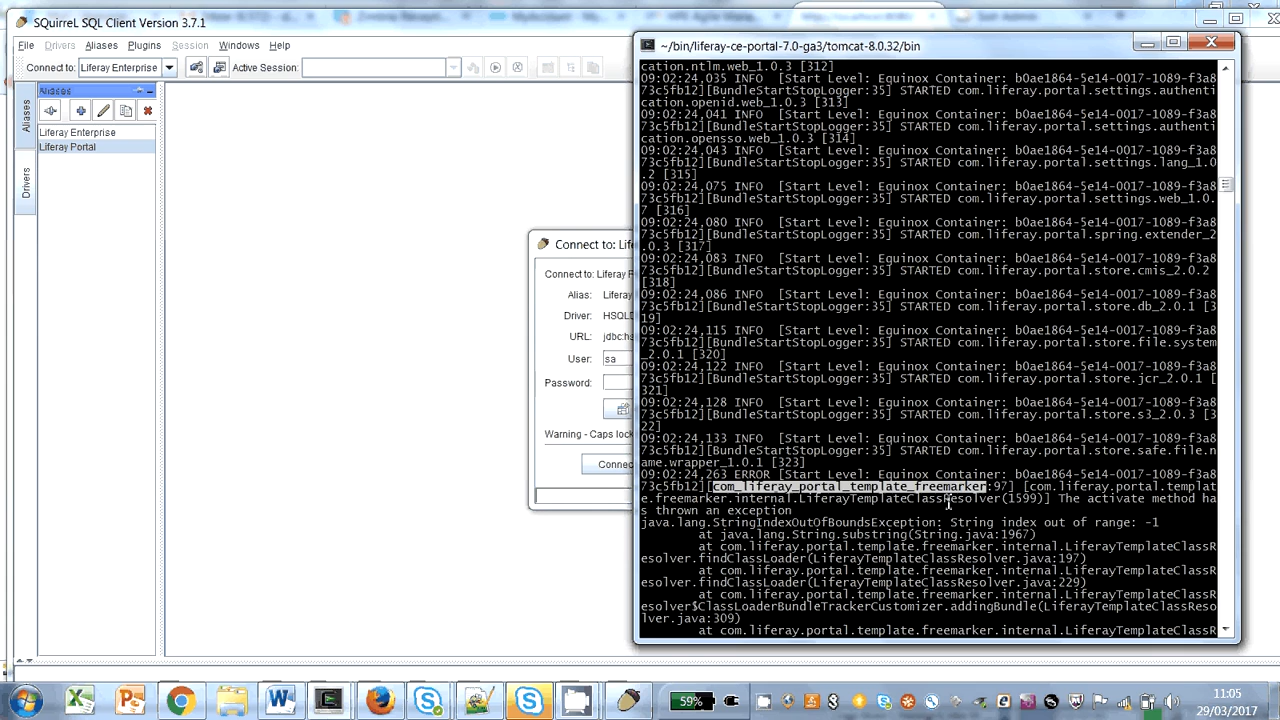 SQuirreL SQL Client Version 3.7.1
File Drivers Aliases Plugins Session Windows Help
Connect to: Liferay Enterprise Active Session:
Aliases
Aliases
Drivers
Liferay Enterprise
Liferay Portal
Connect to: Life
Connect to: Liferay P
Alias: Liferay
Driver: HSQLD
URL: jdbc:hs
User: sa
Password:
Warning - Caps lock
Connec
~/bin/liferay-ce-portal-7.0-ga3/tomcat-8.0.32/bin
cation.ntlm.web_1.0.3 [312]
09:02:24,035 INFO  [Start Level: Equinox Container: b0ae1864-5e14-0017-1089-f3a8
73c5fb12][BundleStartStopLogger:35] STARTED com.liferay.portal.settings.authenti
cation.openid.web_1.0.3 [313]
09:02:24,041 INFO  [Start Level: Equinox Container: b0ae1864-5e14-0017-1089-f3a8
73c5fb12][BundleStartStopLogger:35] STARTED com.liferay.portal.settings.authenti
cation.opensso.web_1.0.3 [314]
09:02:24,043 INFO  [Start Level: Equinox Container: b0ae1864-5e14-0017-1089-f3a8
73c5fb12][BundleStartStopLogger:35] STARTED com.liferay.portal.settings.lang_1.0
.2 [315]
09:02:24,075 INFO  [Start Level: Equinox Container: b0ae1864-5e14-0017-1089-f3a8
73c5fb12][BundleStartStopLogger:35] STARTED com.liferay.portal.settings.web_1.0.
7 [316]
09:02:24,080 INFO  [Start Level: Equinox Container: b0ae1864-5e14-0017-1089-f3a8
73c5fb12][BundleStartStopLogger:35] STARTED com.liferay.portal.spring.extender_2
.0.3 [317]
09:02:24,083 INFO  [Start Level: Equinox Container: b0ae1864-5e14-0017-1089-f3a8
73c5fb12][BundleStartStopLogger:35] STARTED com.liferay.portal.store.cmis_2.0.2
[318]
09:02:24,086 INFO  [Start Level: Equinox Container: b0ae1864-5e14-0017-1089-f3a8
73c5fb12][BundleStartStopLogger:35] STARTED com.liferay.portal.store.db_2.0.1 [3
19]
09:02:24,115 INFO  [Start Level: Equinox Container: b0ae1864-5e14-0017-1089-f3a8
73c5fb12][BundleStartStopLogger:35] STARTED com.liferay.portal.store.file.system
_2.0.1 [320]
09:02:24,122 INFO  [Start Level: Equinox Container: b0ae1864-5e14-0017-1089-f3a8
73c5fb12][BundleStartStopLogger:35] STARTED com.liferay.portal.store.jcr_2.0.1 [
321]
09:02:24,128 INFO  [Start Level: Equinox Container: b0ae1864-5e14-0017-1089-f3a8
73c5fb12][BundleStartStopLogger:35] STARTED com.liferay.portal.store.s3_2.0.3 [3
22]
09:02:24,133 INFO  [Start Level: Equinox Container: b0ae1864-5e14-0017-1089-f3a8
73c5fb12][BundleStartStopLogger:35] STARTED com.liferay.portal.store.safe.file.n
ame.wrapper_1.0.1 [323]
09:02:24,263 ERROR [Start Level: Equinox Container: b0ae1864-5e14-0017-1089-f3a8
73c5fb12][com_liferay_portal_template_freemarker:97] [com.liferay.portal.templat
e.freemarker.internal.LiferayTemplateClassResolver(1599)] The activate method ha
s thrown an exception
java.lang.StringIndexOutOfBoundsException: String index out of range: -1
at java.lang.String.substring(String.java:1967)
at com.liferay.portal.template.freemarker.internal.LiferayTemplateClassR
esolver.findClassLoader(LiferayTemplateClassResolver.java:197)
at com.liferay.portal.template.freemarker.internal.LiferayTemplateClassR
esolver.findClassLoader(LiferayTemplateClassResolver.java:229)
at com.liferay.portal.template.freemarker.internal.LiferayTemplateClassR
esolver$ClassLoaderBundleTrackerCustomizer.addingBundle(LiferayTemplateClassReso
lver.java:309)
at com.liferay.portal.template.freemarker.internal.LiferayTemplateClassR
59%
11:05
29/03/2017